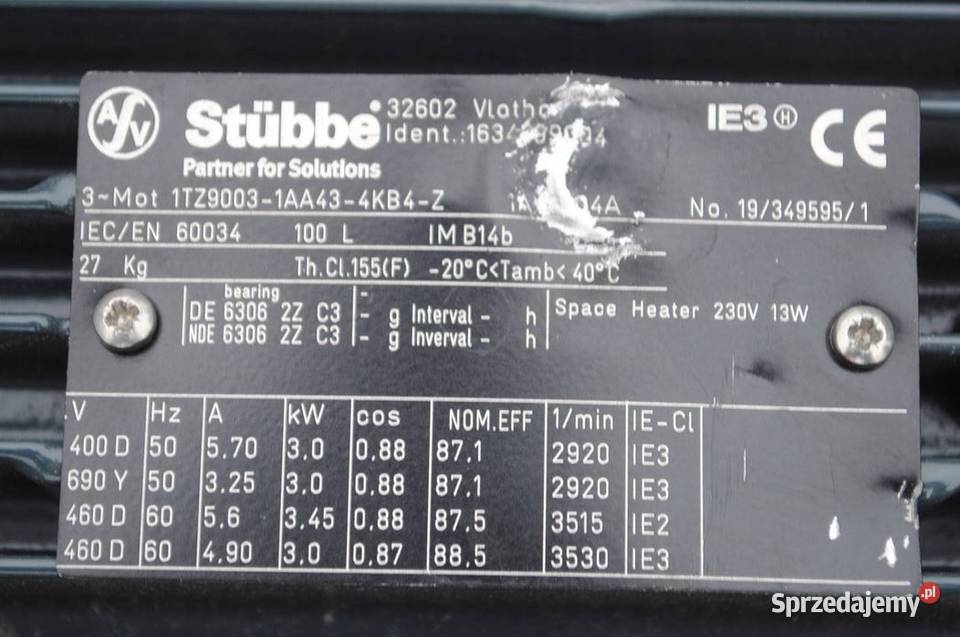 ASV Stübbe 32602 IE3 H CE
Partner for Solutions
3~Mot 1TZ9003-1AA43-4KB4-Z No. 19/349595/1
IEC/EN 60034 100 L IM B14b
27 Kg Th.Cl.155(F) -20°C<Tamb< 40°C
bearing
DE 6306 2Z C3 - g Interval - h
NDE 6306 2Z C3 - g Inverval - h
Space Heater 230V 13W
V Hz A kW cos NOM.EFF 1/min IE-Cl
400 D 50 5.70 3.0 0.88 87.1 2920 IE3
690 Y 50 3.25 3.0 0.88 87.1 2920 IE3
460 D 60 5.6 3.45 0.88 87.5 3515 IE2
460 D 60 4.90 3.0 0.87 88.5 3530 IE3
Sprzedajemy.pl